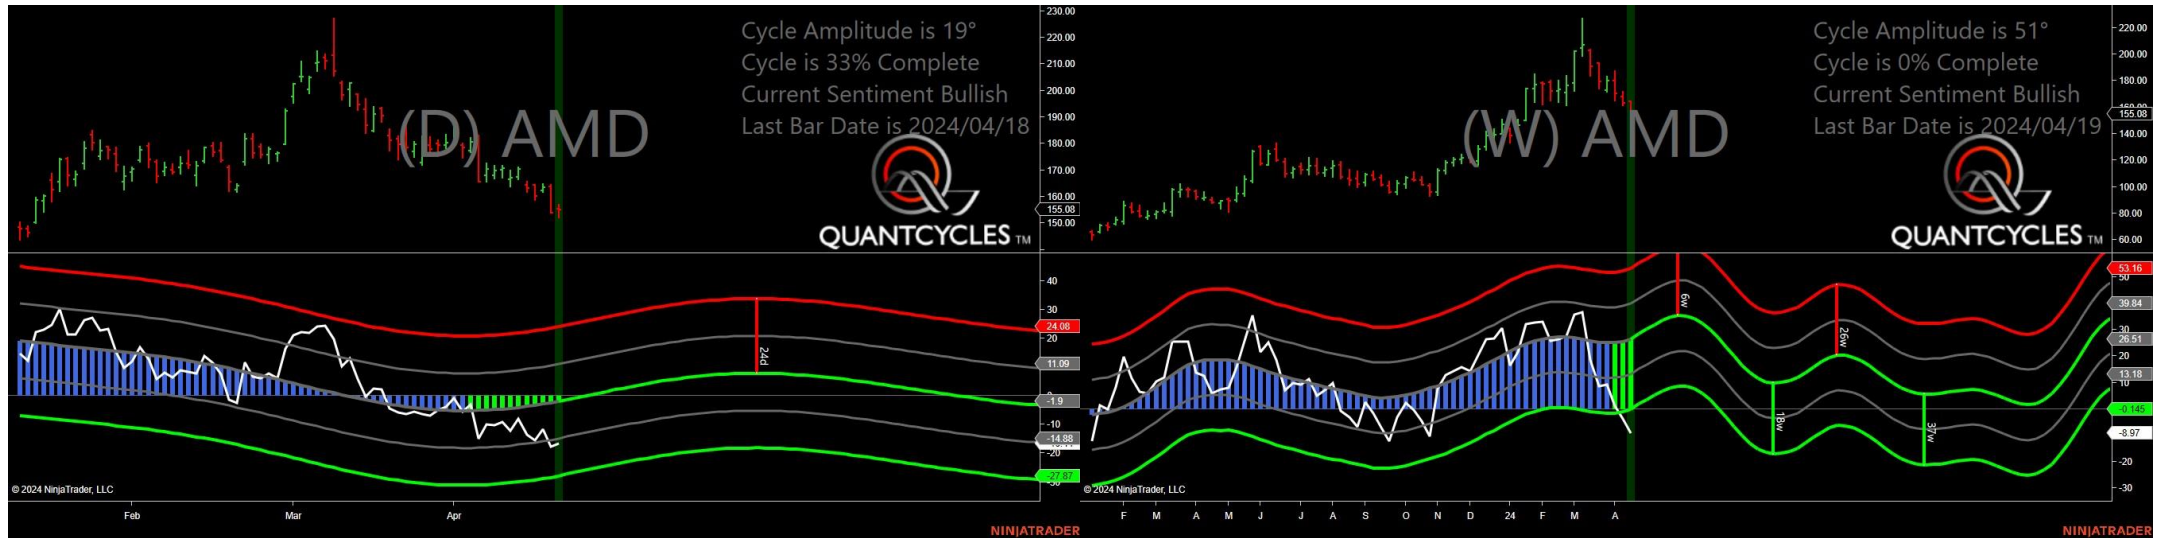 Cycle Amplitude is 19°
Cycle is 33% Complete
Current Sentiment Bullish
Last Bar Date is 2024/04/18
(D) AMD
QUANTCYCLES TM
230.00
220.00
210.00
200.00
190.00
180.00
170.00
160.00
155.08
150.00
40
30
24.08
20
11.09
-1.9
-10
-14.88
-20
-27.87
24d
© 2024 NinjaTrader, LLC
Feb Mar Apr
NINJATRADER
Cycle Amplitude is 51°
Cycle is 0% Complete
Current Sentiment Bullish
Last Bar Date is 2024/04/19
(W) AMD
QUANTCYCLES TM
220.00
200.00
180.00
160.00
155.08
140.00
120.00
100.00
80.00
60.00
53.16
50
39.84
30
26.51
20
13.18
10
-0.145
-8.97
-20
-30
6w
18w
26w
37w
© 2024 NinjaTrader, LLC
F M A M J J A S O N D 24 F M A
NINJATRADER